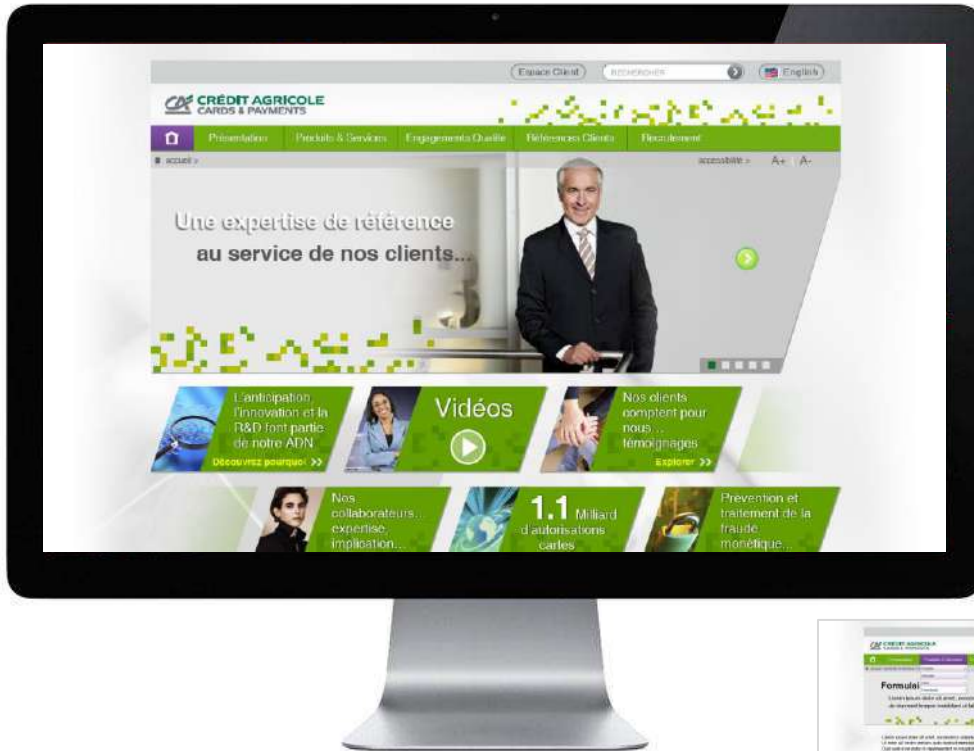 Espace Client
RECHERCHER
English
CA CRÉDIT AGRICOLE
CARDS & PAYMENTS
Présentation
Produits & Services
Engagements Qualité
Références Clients
Recrutement
accueil >
accessibilité >
A+ | A-
Une expertise de référence
au service de nos clients...
L'anticipation,
l'innovation et la
R&D font partie
de notre ADN
Découvrez pourquoi >>
Vidéos
Nos clients
comptent pour
nous...
témoignages
Explorer >>
Nos
collaborateurs...
expertise,
implication...
1.1 Milliard
d'autorisations
cartes
Prévention et
traitement de la
fraude
monétique...
CRÉDIT AGRICOLE
Formulai